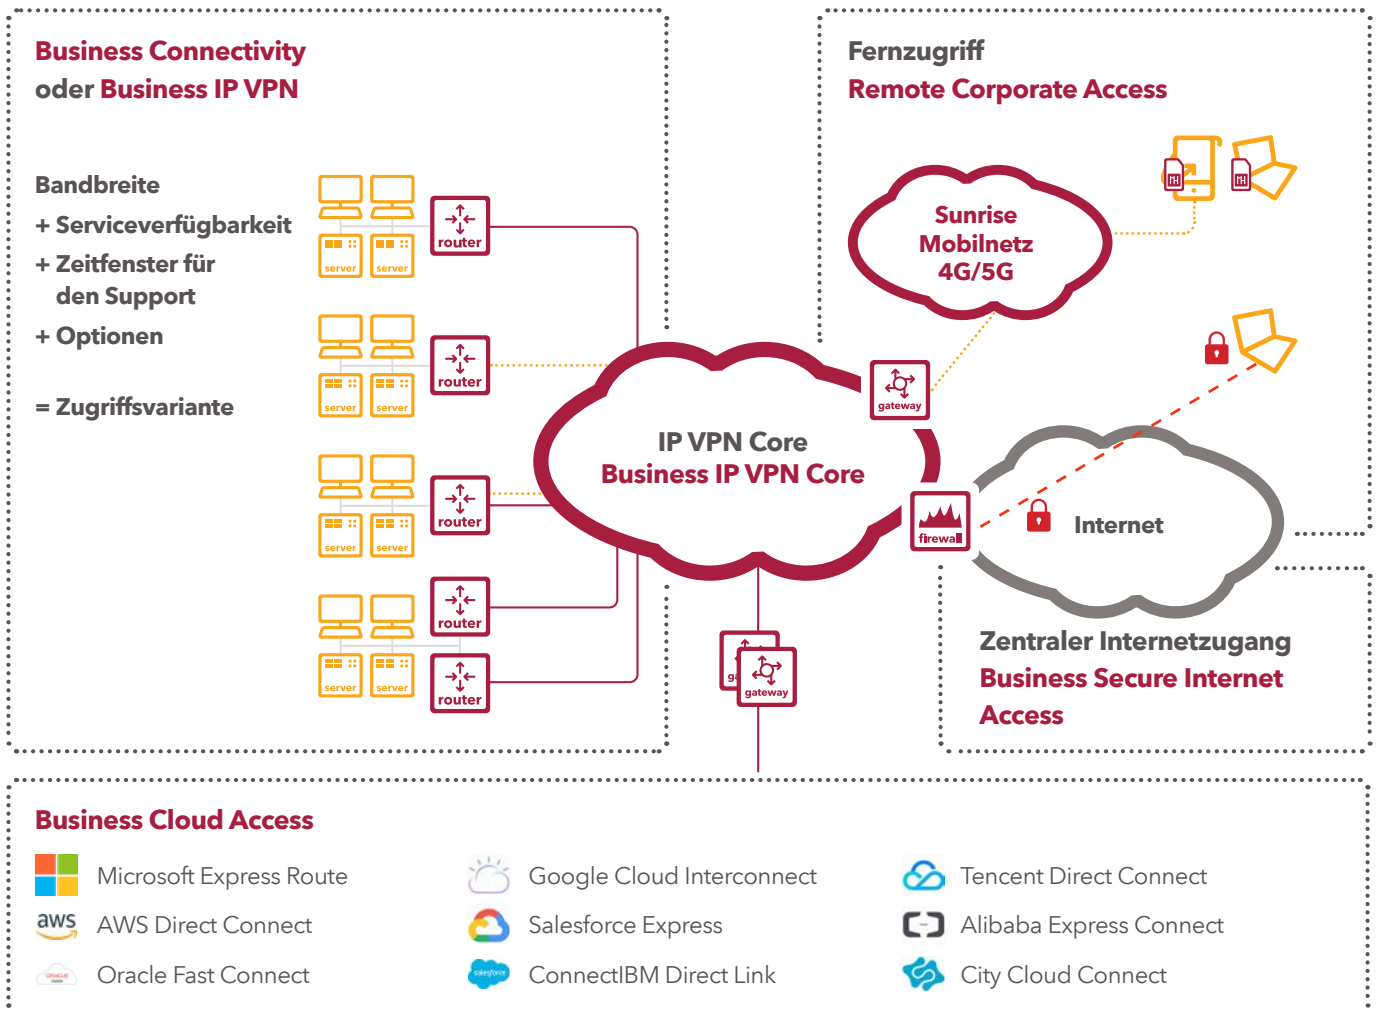 Business Connectivity
oder Business IP VPN
Bandbreite
+ Serviceverfügbarkeit
+ Zeitfenster für
den Support
+ Optionen
= Zugriffsvariante
router
server server
router
server server
router
server server
router
server server
router
IP VPN Core
Business IP VPN Core
Fernzugriff
Remote Corporate Access
Sunrise
Mobilnetz
4G/5G
gateway
firewall
Internet
Zentraler Internetzugang
Business Secure Internet
Access
ga
gateway
Business Cloud Access
Microsoft Express Route
aws AWS Direct Connect
ORACLE Oracle Fast Connect
Google Cloud Interconnect
Salesforce Express
salesforce ConnectIBM Direct Link
Tencent Direct Connect
Alibaba Express Connect
City Cloud Connect